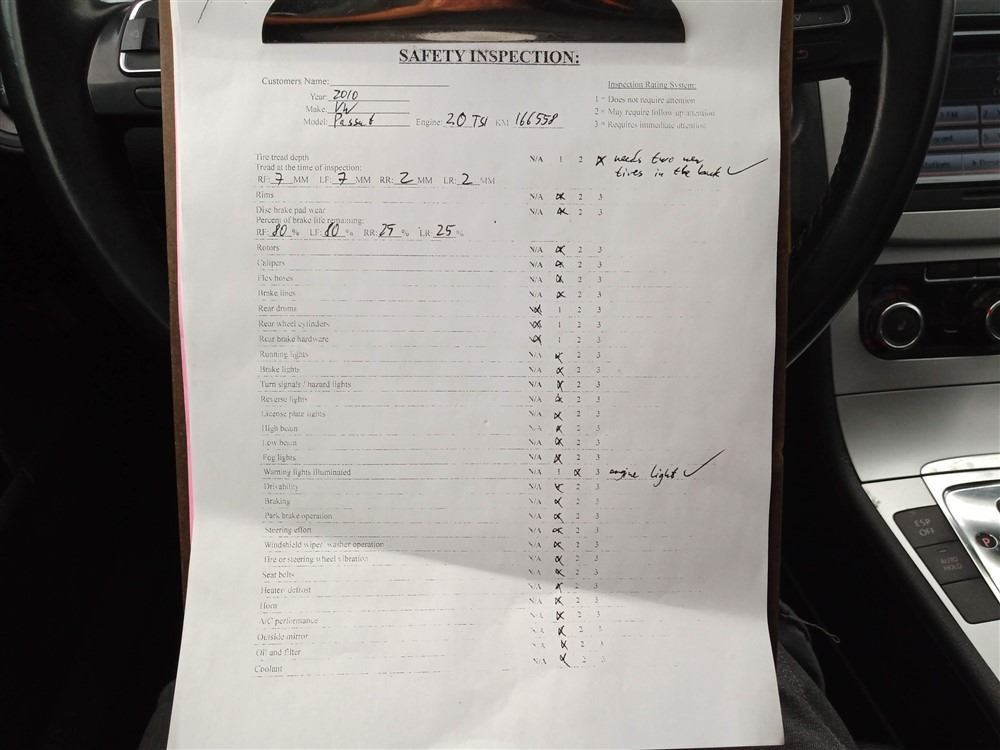 SAFETY INSPECTION:
Customers Name:
Inspection Rating System:
Year: 2010
1 = Does not require attention
Make: VW
2 = May require follow up attention
Model: Passat Engine: 2.0 TSI KM 166558
3 = Requires immediate attention
Tire tread depth N/A 1 2 needs two new
Tread at the time of inspection: tires in the back
RF: 7 MM LF: 7 MM RR: 2 MM LR: 2 MM
Rims N/A 2 3
Disc brake pad wear N/A 2 3
Percent of brake life remaining:
RF: 80 % LF: 80 % RR: 25 % LR: 25 %
Rotors N/A 2 3
Calipers N/A 2 3
Flex hoses N/A 2 3
Brake lines N/A 2 3
Rear drums 1 2 3
Rear wheel cylinders 1 2 3
Rear brake hardware 1 2 3
Running lights N/A 2 3
Brake lights N/A 2 3
Turn signals / hazard lights N/A 2 3
Reverse lights N/A 2 3
License plate lights N/A 2 3
High beam N/A 2 3
Low beam N/A 2 3
Fog lights N/A 2 3
Warning lights illuminated N/A 1 3 engine light
Drivability N/A 2 3
Braking N/A 2 3
Park brake operation N/A 2 3
Steering effort N/A 2 3
Windshield wiper/washer operation N/A 2 3
Tire or steering wheel vibration N/A 2 3
Seat belts N/A 2 3
Heater/defrost N/A 2 3
Horn N/A 2 3
A/C performance N/A 2 3
Outside mirror N/A 2 3
Oil and filter N/A 2 3
Coolant N/A 2 3
ESP
OFF
AUTO
HOLD
P